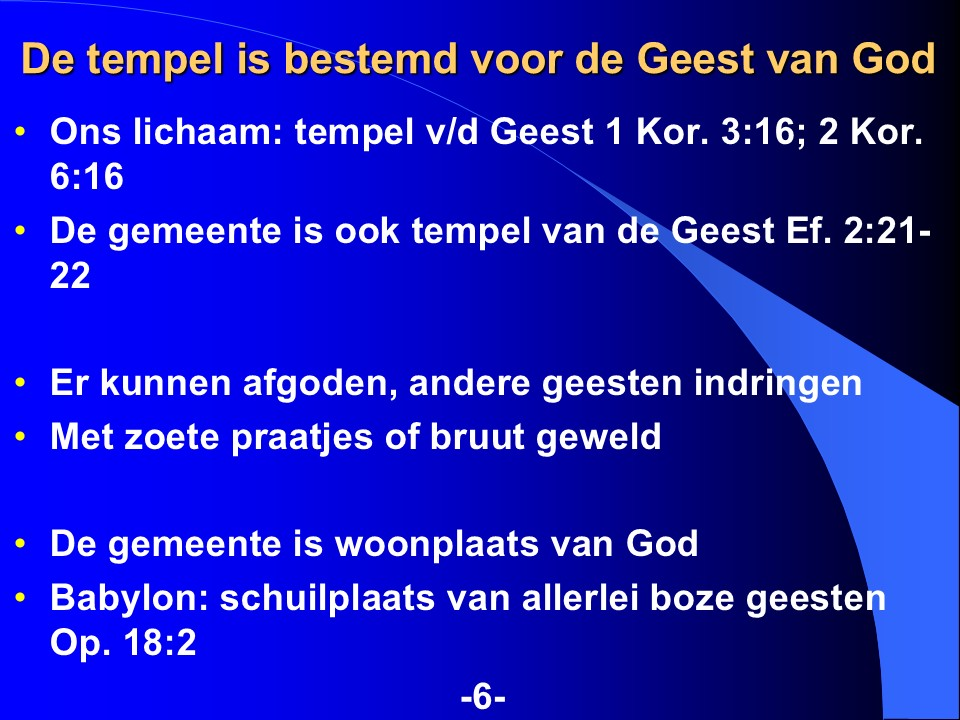 De tempel is bestemd voor de Geest van God
• Ons lichaam: tempel v/d Geest 1 Kor. 3:16; 2 Kor.
6:16
• De gemeente is ook tempel van de Geest Ef. 2:21-
22
• Er kunnen afgoden, andere geesten indringen
• Met zoete praatjes of bruut geweld
• De gemeente is woonplaats van God
• Babylon: schuilplaats van allerlei boze geesten
Op. 18:2
-6-